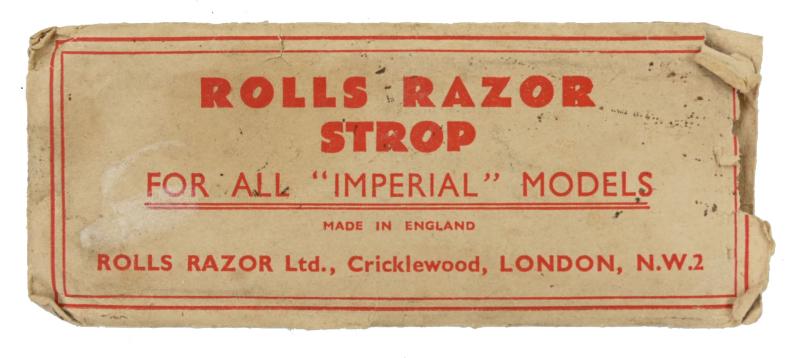 ROLLS RAZOR
STROP
FOR ALL "IMPERIAL" MODELS
MADE IN ENGLAND
ROLLS RAZOR Ltd., Cricklewood, LONDON, N.W.2